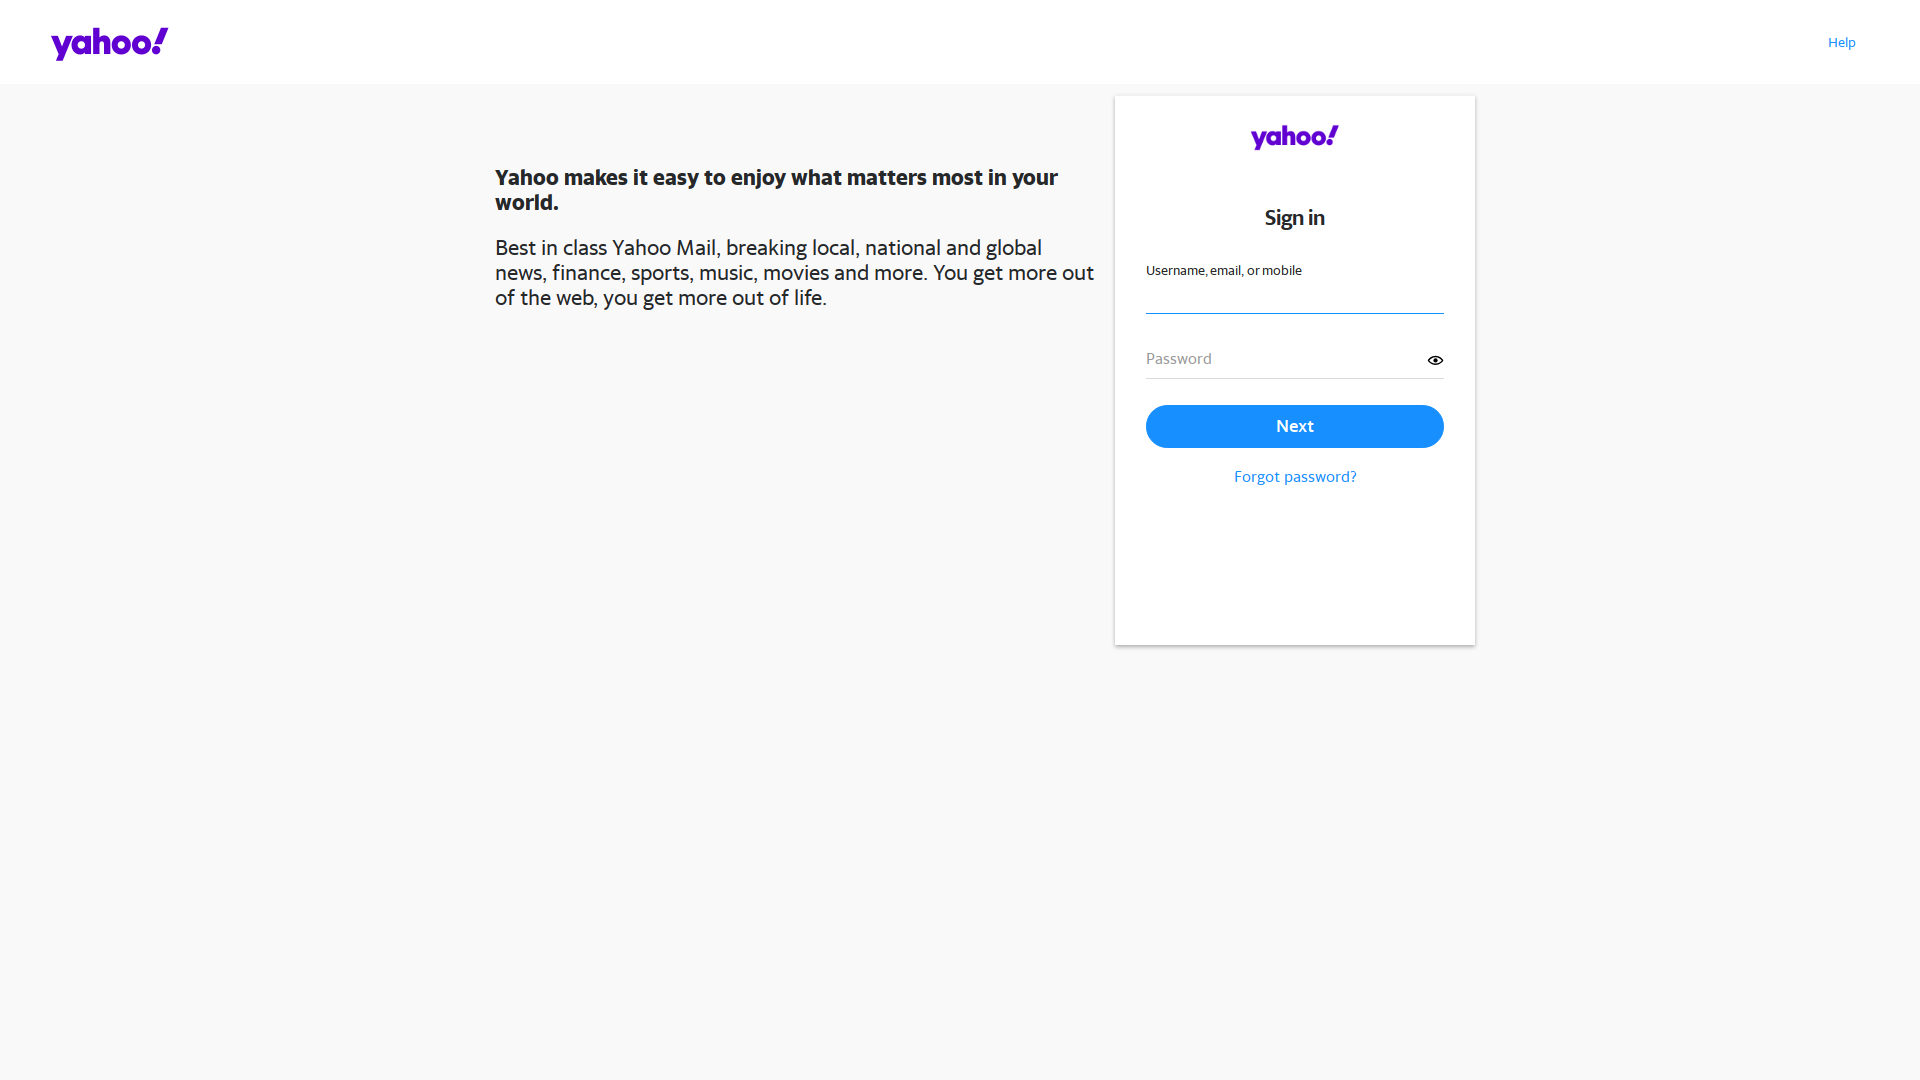 yahoo!
Help
Yahoo makes it easy to enjoy what matters most in your
world.
Best in class Yahoo Mail, breaking local, national and global
news, finance, sports, music, movies and more. You get more out
of the web, you get more out of life.
yahoo!
Sign in
Username, email, or mobile
Password
Next
Forgot password?